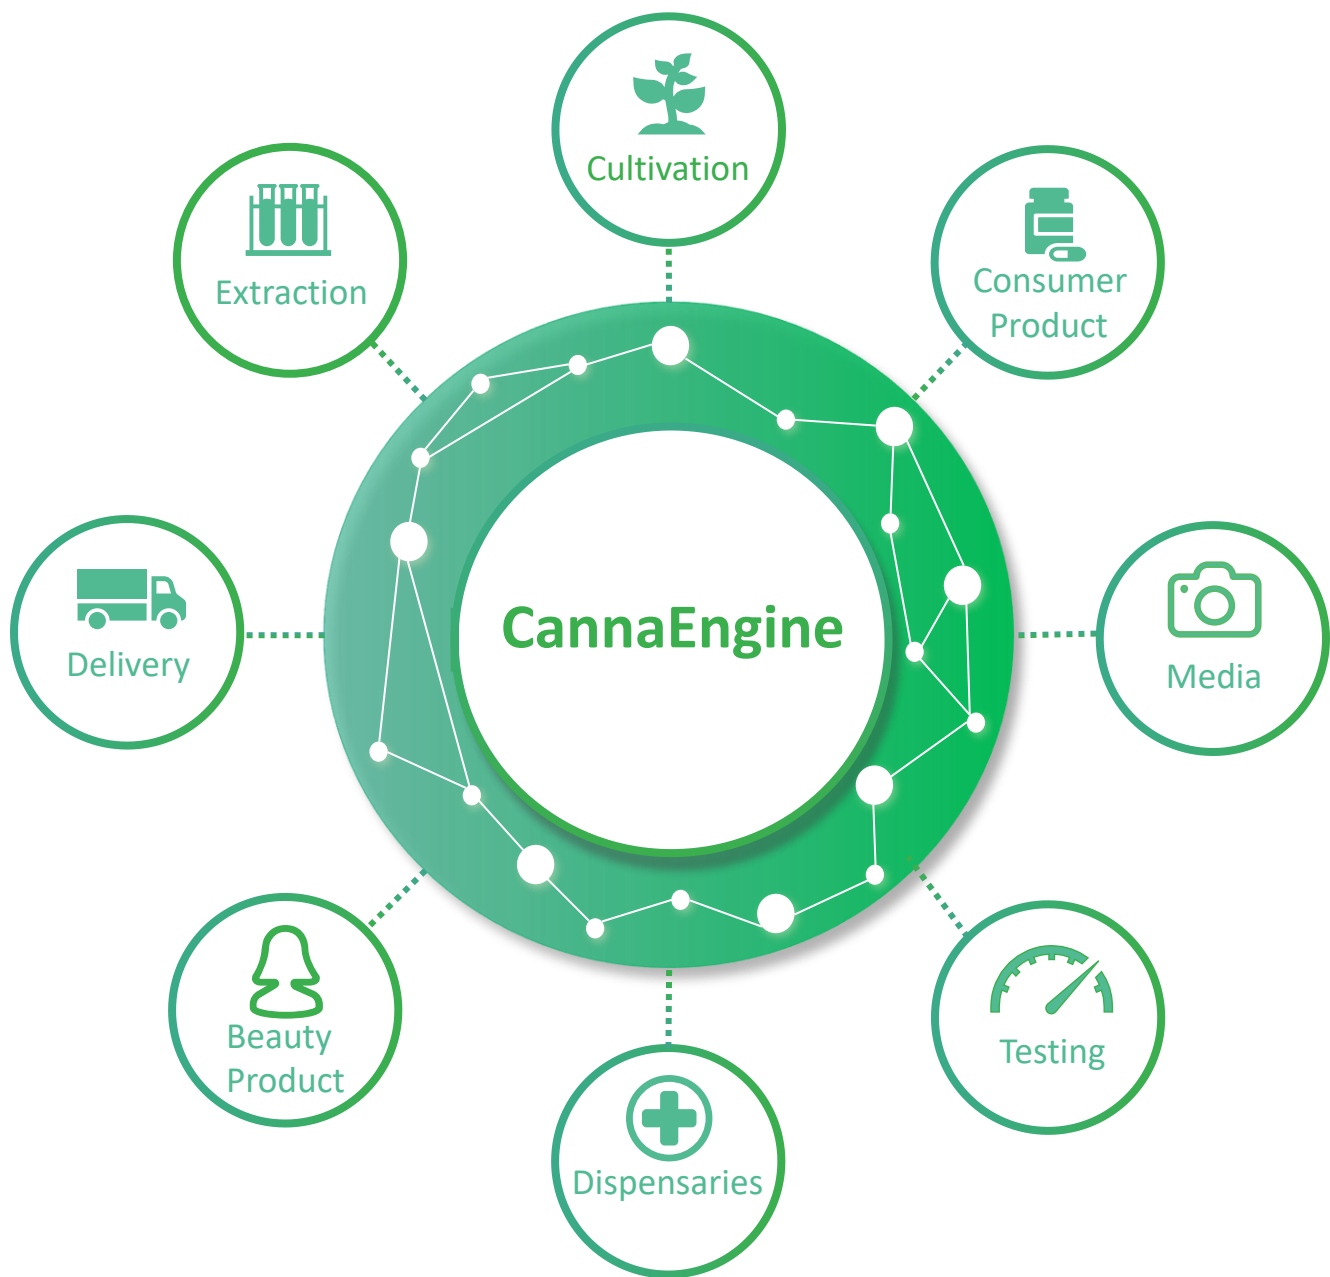 Cultivation
Extraction
Consumer
Product
CannaEngine
Delivery
Media
Beauty
Product
Testing
Dispensaries